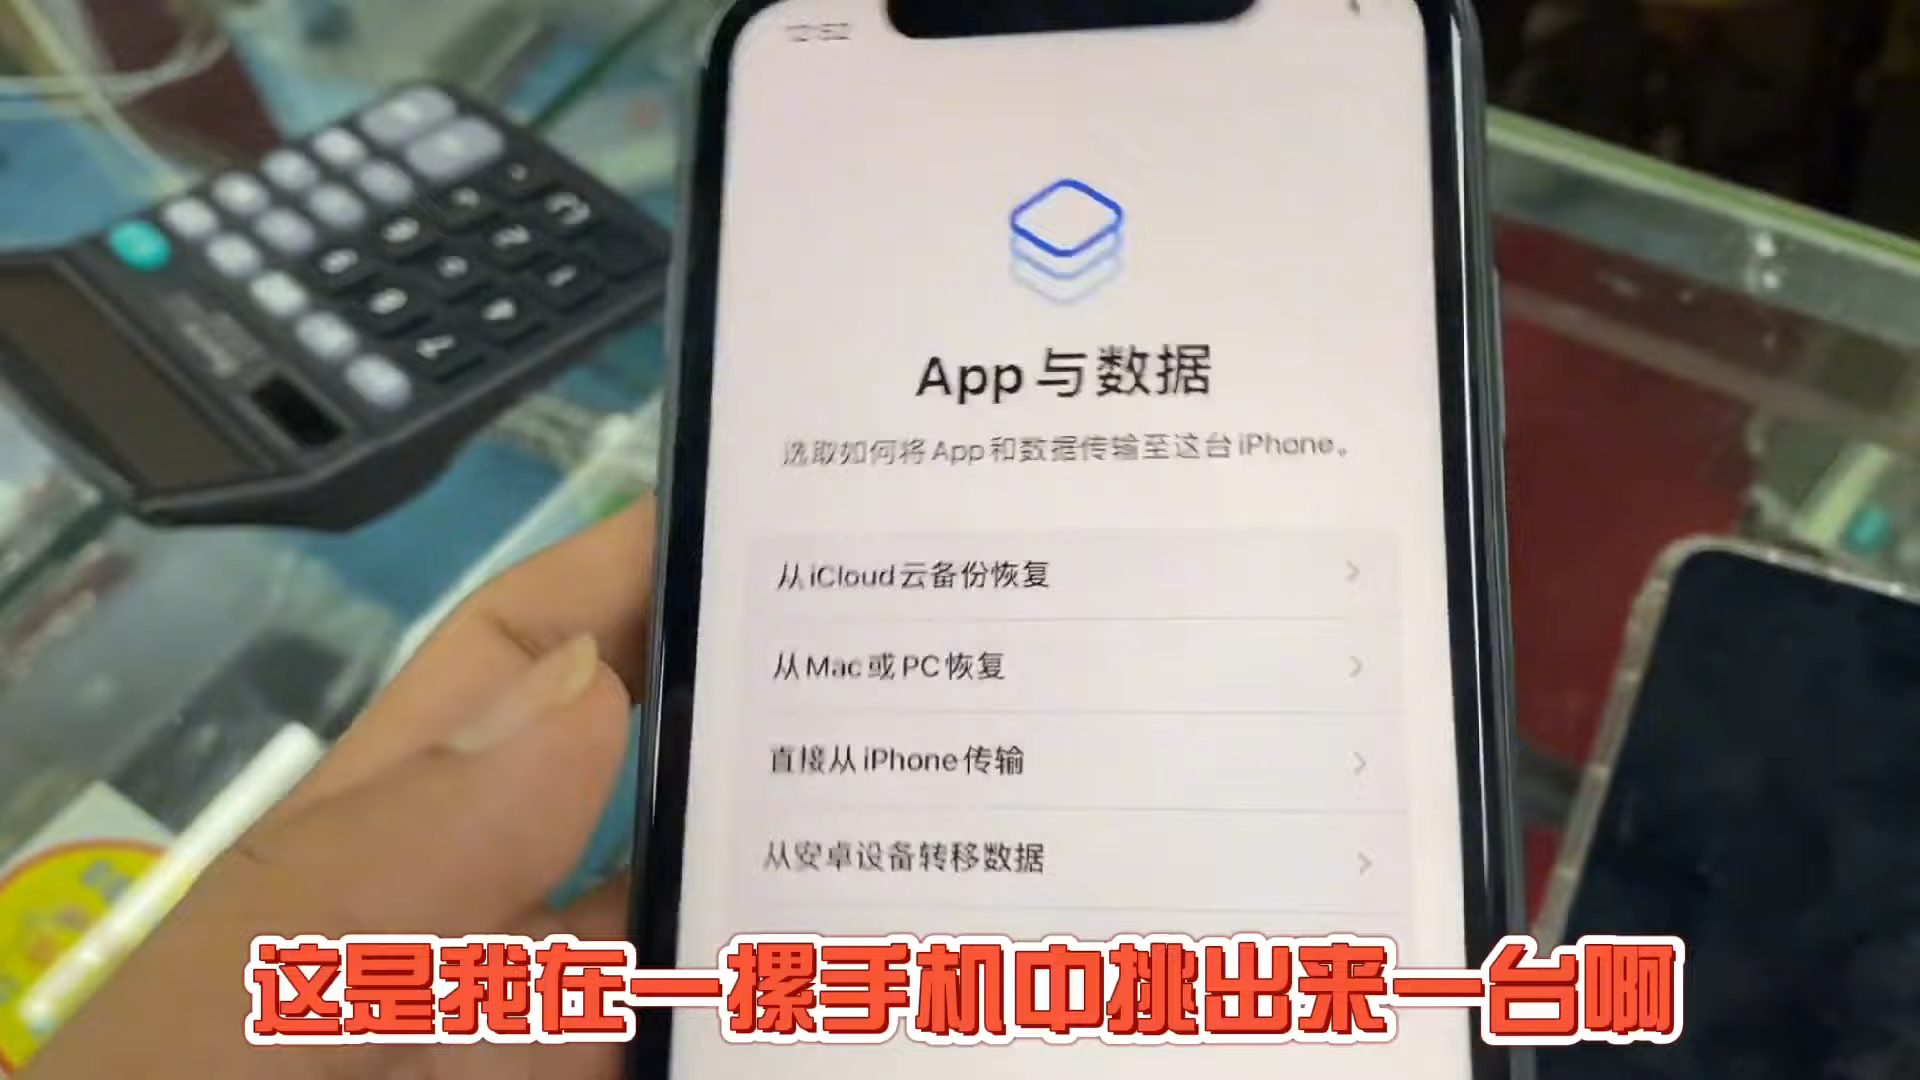 App与数据
选取如何将App和数据传输至这台iPhone。
从iCloud云备份恢复
从Mac或PC恢复
直接从iPhone传输
从安卓设备转移数据
这是我在一摞手机中挑出来一台啊